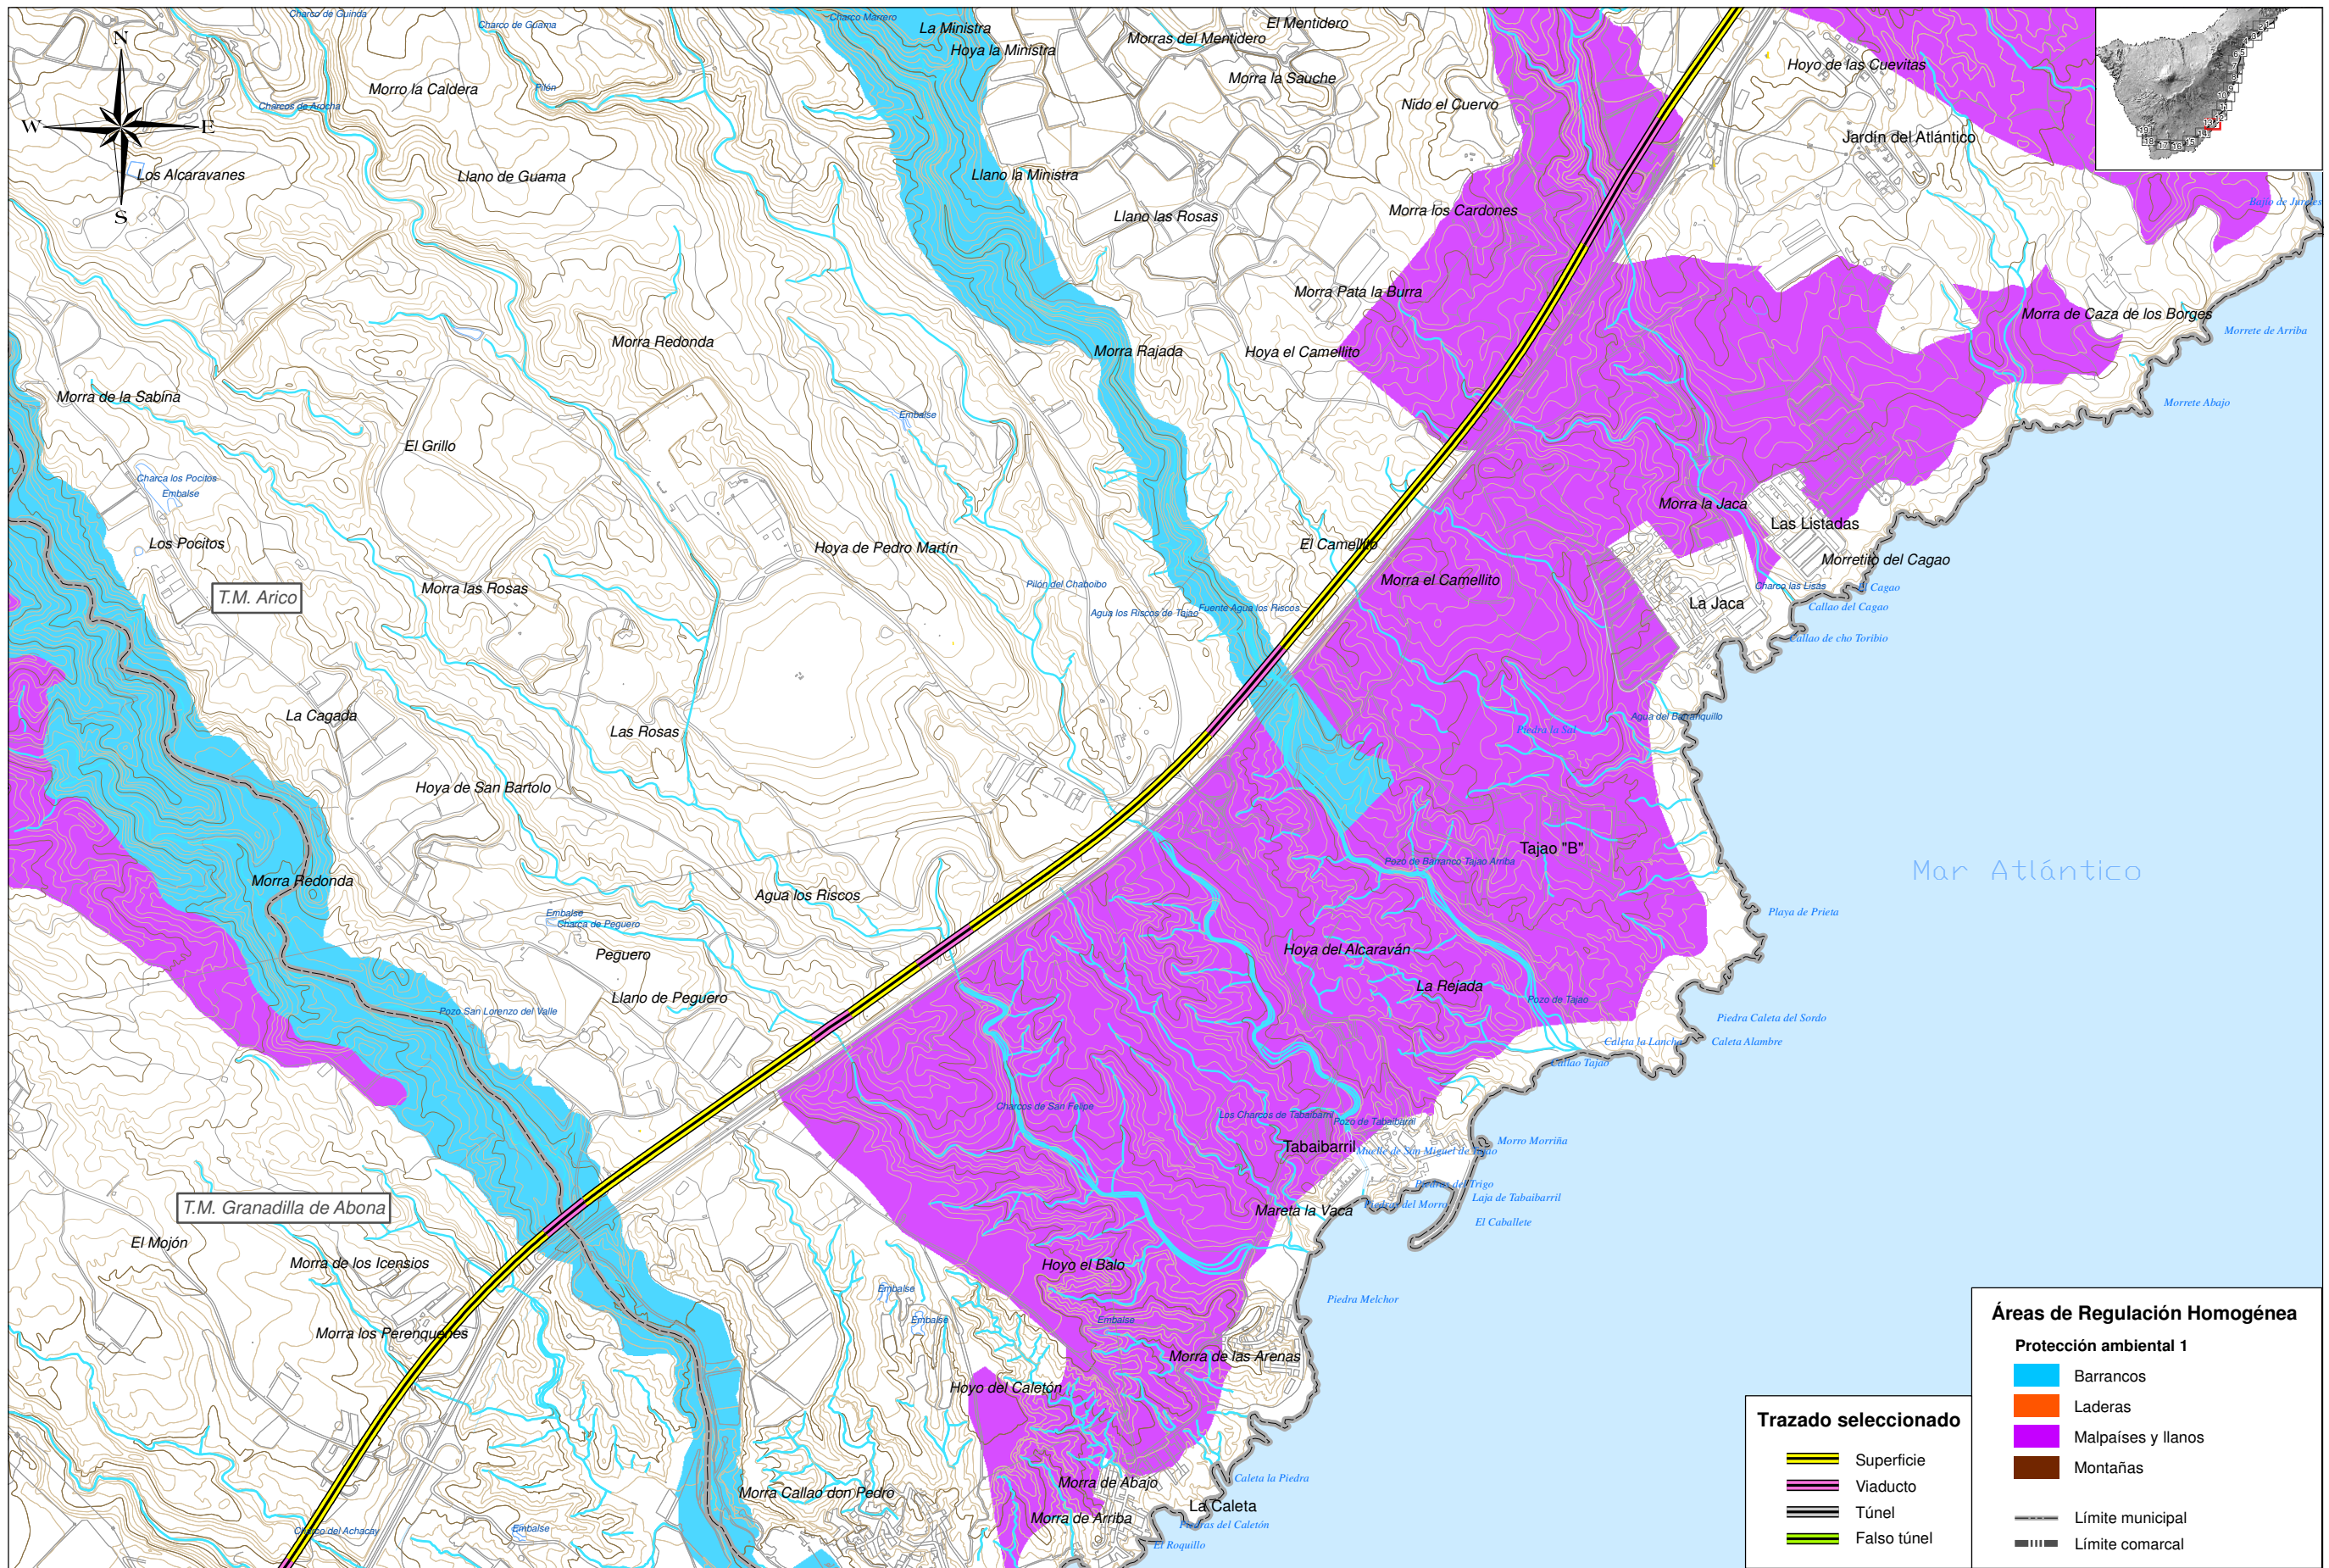 Charco de Guinda
Charco de Guama
Charco Marrero
La Ministra
Hoya la Ministra
El Mentidero
Morras del Mentidero
Morra la Sauche
Hoyo de las Cuevitas
N
W
E
S
Charcos de Arocha
Morro la Caldera
Pilón
Nido el Cuervo
Jardín del Atlántico
Los Alcaravanes
Llano de Guama
Llano la Ministra
Llano las Rosas
Morra los Cardones
Bajío de Jureles
Morra Pata la Burra
Morra de Caza de los Borges
Morrete de Arriba
Morra Redonda
Morra Rajada
Hoya el Camellito
Morra de la Sabina
Morrete Abajo
Embalse
El Grillo
Charca los Pocitos
Embalse
Morra la Jaca
Las Listadas
Los Pocitos
Hoya de Pedro Martín
El Camellito
Morretito del Cagao
T.M. Arico
Morra las Rosas
Pilón del Chaboibo
Morra el Camellito
Charco las Lisas
El Cagao
Agua los Riscos de Tajao
Fuente Agua los Riscos
La Jaca
Callao del Cagao
Callao de cho Toribio
La Cagada
Las Rosas
Agua del Barranquillo
Piedra la Sal
Hoya de San Bartolo
Tajao "B"
Pozo de Barranco Tajao Arriba
Mar Atlántico
Morra Redonda
Agua los Riscos
Embalse
Charca de Peguero
Playa de Prieta
Peguero
Hoya del Alcaraván
Llano de Peguero
La Rejada
Pozo San Lorenzo del Valle
Pozo de Tajao
Piedra Caleta del Sordo
Caleta la Lancha
Caleta Alambre
Callao Tajao
Charcos de San Felipe
Los Charcos de Tabaibarril
Pozo de Tabaibarril
Tabaibarril
Morro Morriña
Muelle de San Miguel de Tajao
Piedras del Trigo
Laja de Tabaibarril
T.M. Granadilla de Abona
Mareta la Vaca
Piedras del Morro
El Caballete
El Mojón
Morra de los Icensios
Hoyo el Balo
Embalse
Piedra Melchor
Embalse
Embalse
Morra los Perenquenes
Morra de las Arenas
Hoyo del Caletón
Morra de Abajo
Caleta la Piedra
Morra Callao don Pedro
La Caleta
Morra de Arriba
Piedras del Caletón
Charco del Achacay
Embalse
El Roquillo
Áreas de Regulación Homogénea
Protección ambiental 1
Barrancos
Laderas
Malpaíses y llanos
Montañas
Límite municipal
Límite comarcal
Trazado seleccionado
Superficie
Viaducto
Túnel
Falso túnel